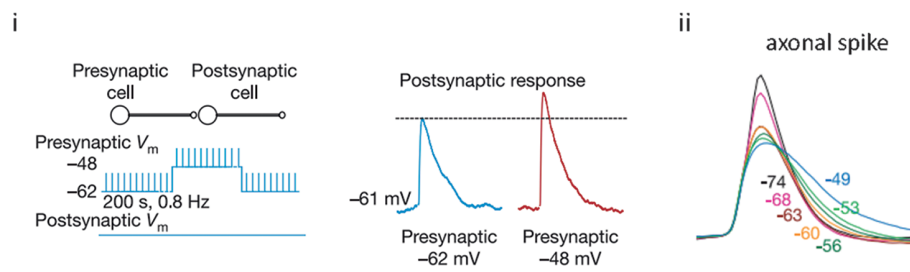 i
Presynaptic cell
Postsynaptic cell
Presynaptic Vm
−48
−62
200 s, 0.8 Hz
Postsynaptic Vm
Postsynaptic response
−61 mV
Presynaptic
−62 mV
Presynaptic
−48 mV
ii
axonal spike
-74
-68
-63
-60
-56
-53
-49